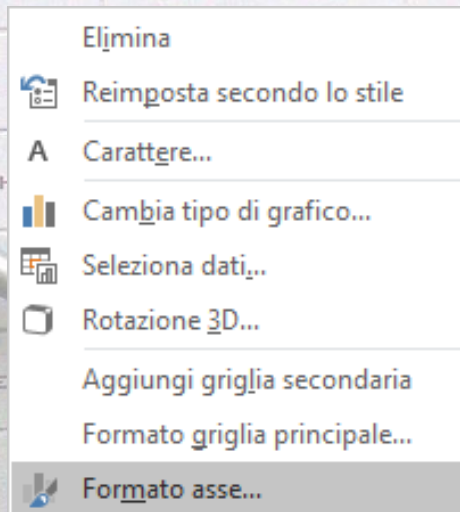 Elimina
Reimposta secondo lo stile
A Carattere...
Cambia tipo di grafico...
Seleziona dati...
Rotazione 3D...
Aggiungi griglia secondaria
Formato griglia principale...
Formato asse...